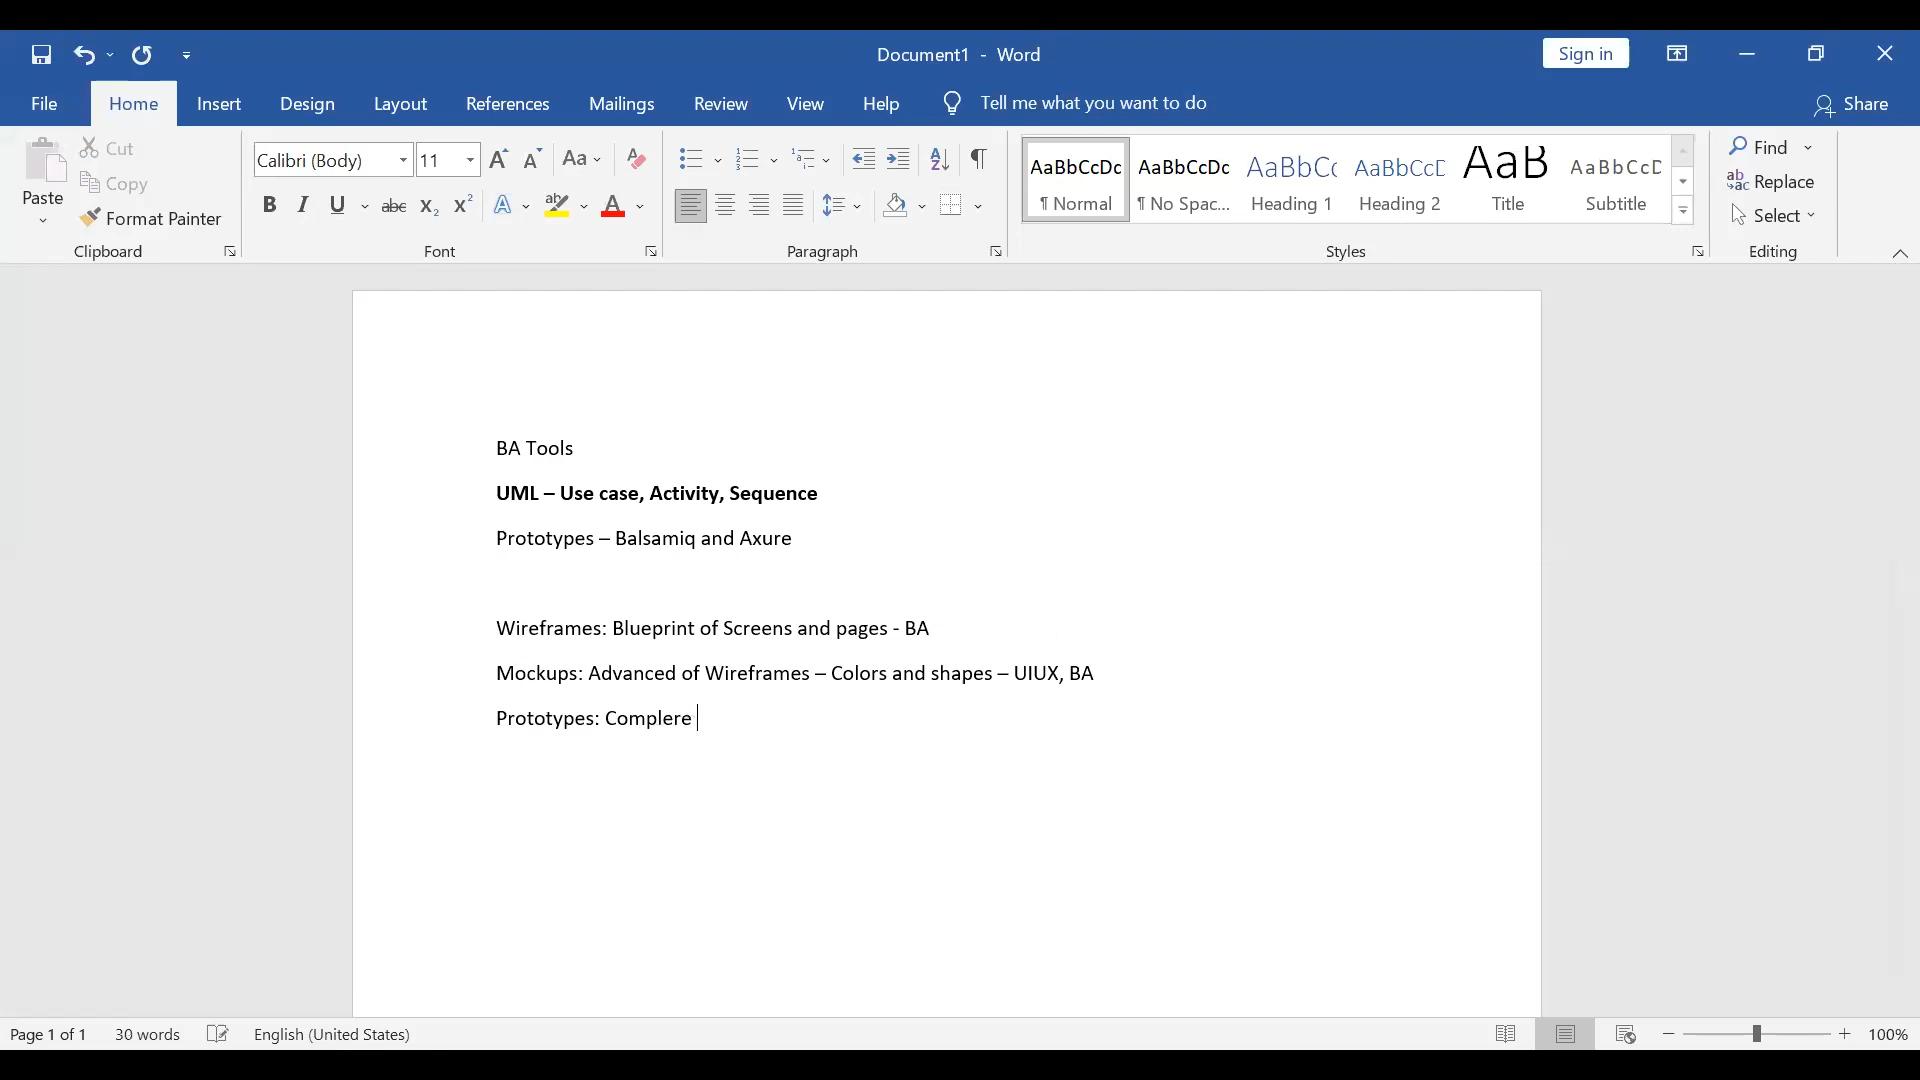 Document1 - Word
Sign in
File Home Insert Design Layout References Mailings Review View Help Tell me what you want to do Share
Paste
Cut
Copy
Format Painter
Clipboard
Calibri (Body) 11
Font
Paragraph
AaBbCcDc AaBbCcDc AaBbCc AaBbCcD AaB AaBbCcD
¶ Normal ¶ No Spac... Heading 1 Heading 2 Title Subtitle
Styles
Find
Replace
Select
Editing
BA Tools
UML – Use case, Activity, Sequence
Prototypes – Balsamiq and Axure
Wireframes: Blueprint of Screens and pages - BA
Mockups: Advanced of Wireframes – Colors and shapes – UIUX, BA
Prototypes: Complere
Page 1 of 1 30 words English (United States) 100%